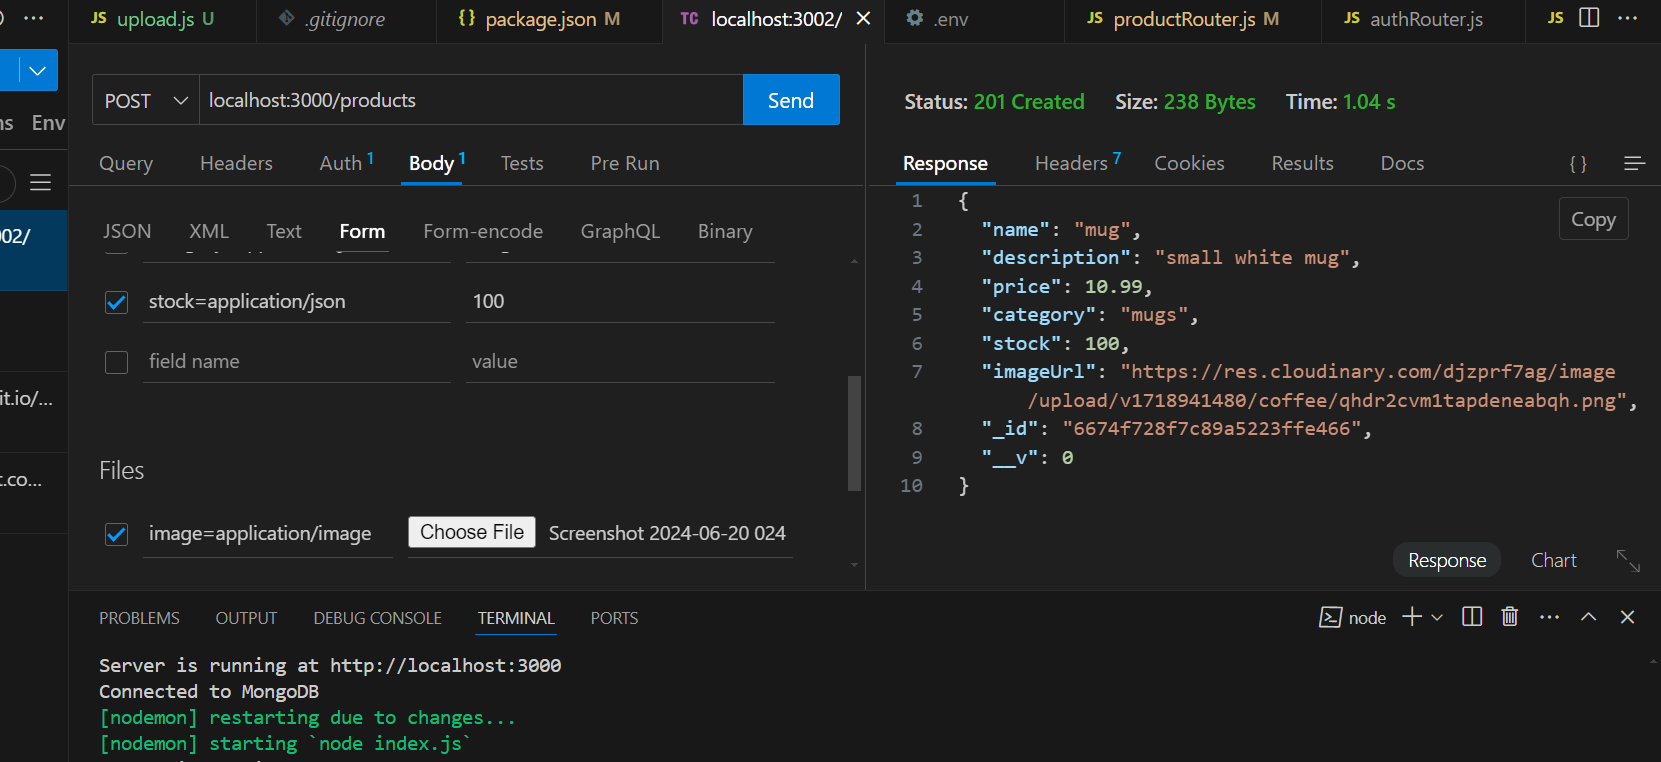 upload.js U .gitignore package.json M localhost:3002/ .env productRouter.js M authRouter.js
POST localhost:3000/products Send
Status: 201 Created Size: 238 Bytes Time: 1.04 s
ns Env
Query Headers Auth 1 Body 1 Tests Pre Run
Response Headers 7 Cookies Results Docs { }
JSON XML Text Form Form-encode GraphQL Binary
02/
stock=application/json 100
field name value
it.io/...
Files
t.co...
image=application/image Choose File Screenshot 2024-06-20 024
1 {
Copy
2 "name": "mug",
3 "description": "small white mug",
4 "price": 10.99,
5 "category": "mugs",
6 "stock": 100,
7 "imageUrl": "https://res.cloudinary.com/djzprf7ag/image
/upload/v1718941480/coffee/qhdr2cvm1tapdeneabqh.png",
8 "_id": "6674f728f7c89a5223ffe466",
9 "__v": 0
10 }
Response Chart
PROBLEMS OUTPUT DEBUG CONSOLE TERMINAL PORTS node
Server is running at http://localhost:3000
Connected to MongoDB
[nodemon] restarting due to changes...
[nodemon] starting `node index.js`